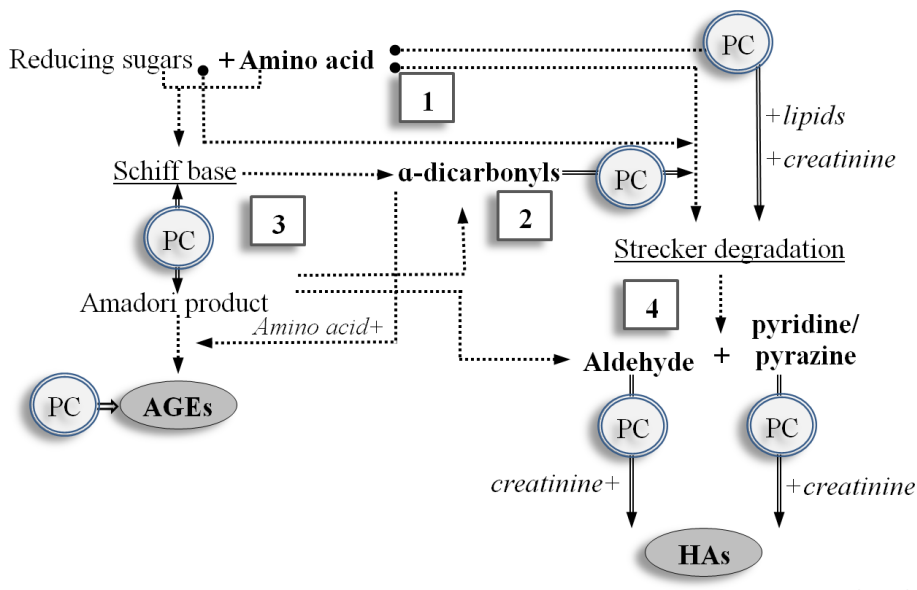 PC
Reducing sugars + Amino acid
1
+lipids
+creatinine
Schiff base
ɑ-dicarbonyls
PC
2
3
PC
Strecker degradation
Amadori product
4
Amino acid+
pyridine/
pyrazine
Aldehyde +
PC
AGEs
PC
PC
creatinine+
+creatinine
HAs